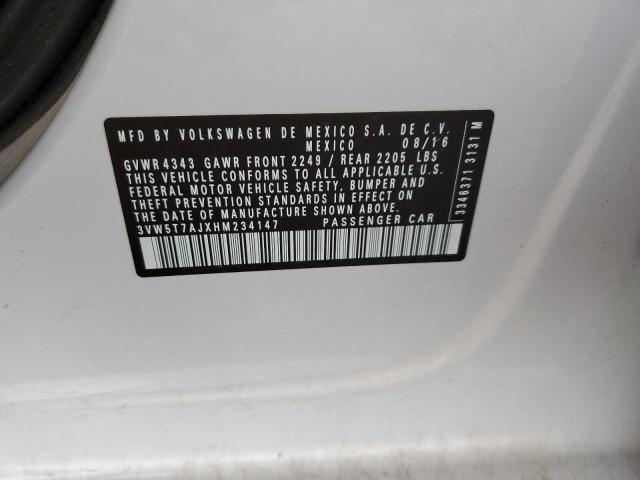 MFD BY VOLKSWAGEN DE MEXICO S.A. DE C.V.
MEXICO 08/16
GVWR 4343 GAWR FRONT 2249 / REAR 2205 LBS
THIS VEHICLE CONFORMS TO ALL APPLICABLE U.S.
FEDERAL MOTOR VEHICLE SAFETY, BUMPER AND
THEFT PREVENTION STANDARDS IN EFFECT ON
THE DATE OF MANUFACTURE SHOWN ABOVE.
3VW5T7AJXHM234147 PASSENGER CAR
3346371 3131 M